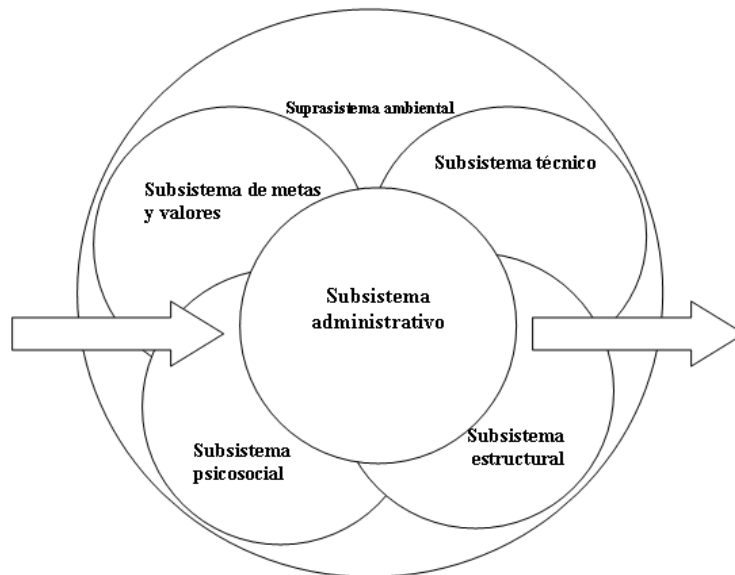 Suprasistema ambiental
Subsistema de metas
y valores
Subsistema técnico
Subsistema
administrativo
Subsistema
psicosocial
Subsistema
estructural